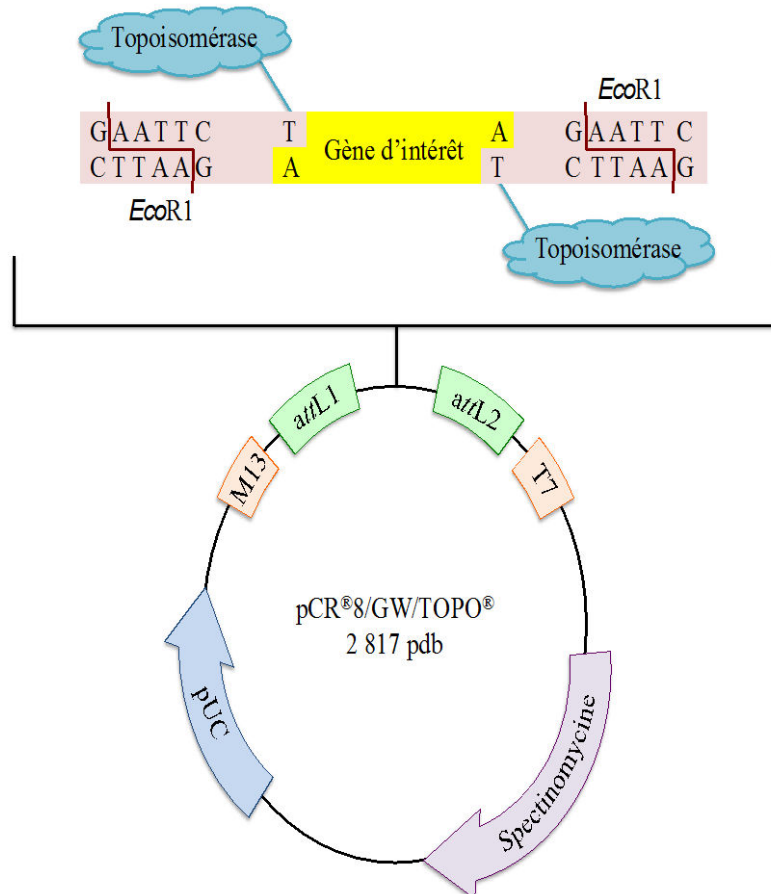 Topoisomérase
EcoR1
G A A T T C T A G A A T T C
Gène d'intérêt
C T T A A G A T C T T A A G
EcoR1
Topoisomérase
attL1
attL2
M13
T7
pCR®8/GW/TOPO®
2 817 pdb
pUC
Spectinomycine